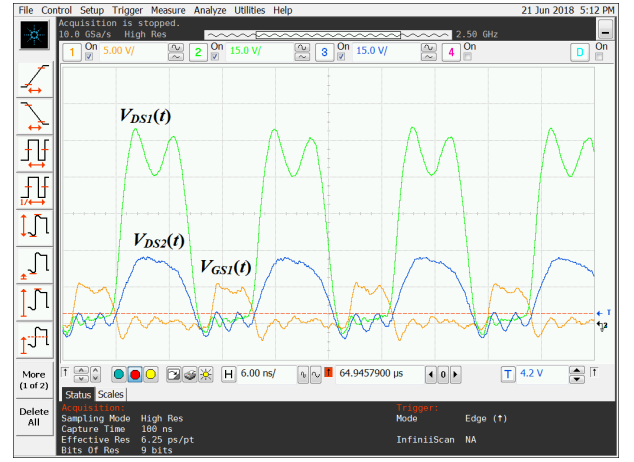 File Control Setup Trigger Measure Analyze Utilities Help 21 Jun 2018 5:12 PM
Acquisition is stopped.
10.0 GSa/s High Res 2.50 GHz
1 On 5.00 V/ 2 On 15.0 V/ 3 On 15.0 V/ 4 On D On
VDS1(t)
VDS2(t)
VGS1(t)
T
More
(1 of 2)
Delete
All
H 6.00 ns/ T 64.9457900 µs 0 T 4.2 V
Status Scales
Acquisition: Trigger:
Sampling Mode High Res Mode Edge (↑)
Capture Time 100 ns
Effective Res 6.25 ps/pt InfiniiScan NA
Bits Of Res 9 bits